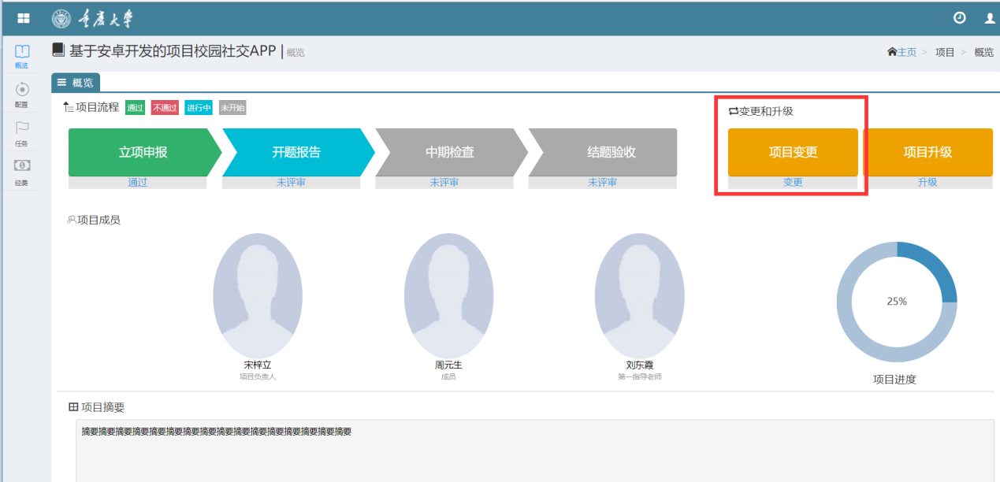 重庆大学
概览
配置
任务
经费
基于安卓开发的项目校园社交APP | 概览
主页 > 项目 > 概览
概览
项目流程 通过 不通过 进行中 未开始
变更和升级
立项申报 开题报告 中期检查 结题验收 项目变更 项目升级
通过 未评审 未评审 未评审 变更 升级
项目成员
25%
宋梓立 周元生 刘东霞
项目负责人 成员 第一指导老师
项目进度
项目摘要
摘要摘要摘要摘要摘要摘要摘要摘要摘要摘要摘要摘要摘要摘要摘要摘要